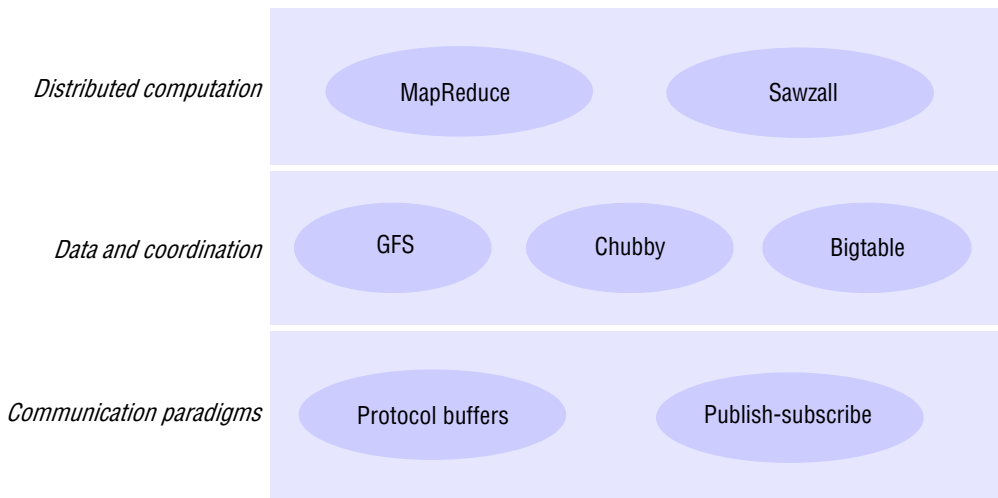 Distributed computation
MapReduce
Sawzall
Data and coordination
GFS
Chubby
Bigtable
Communication paradigms
Protocol buffers
Publish-subscribe